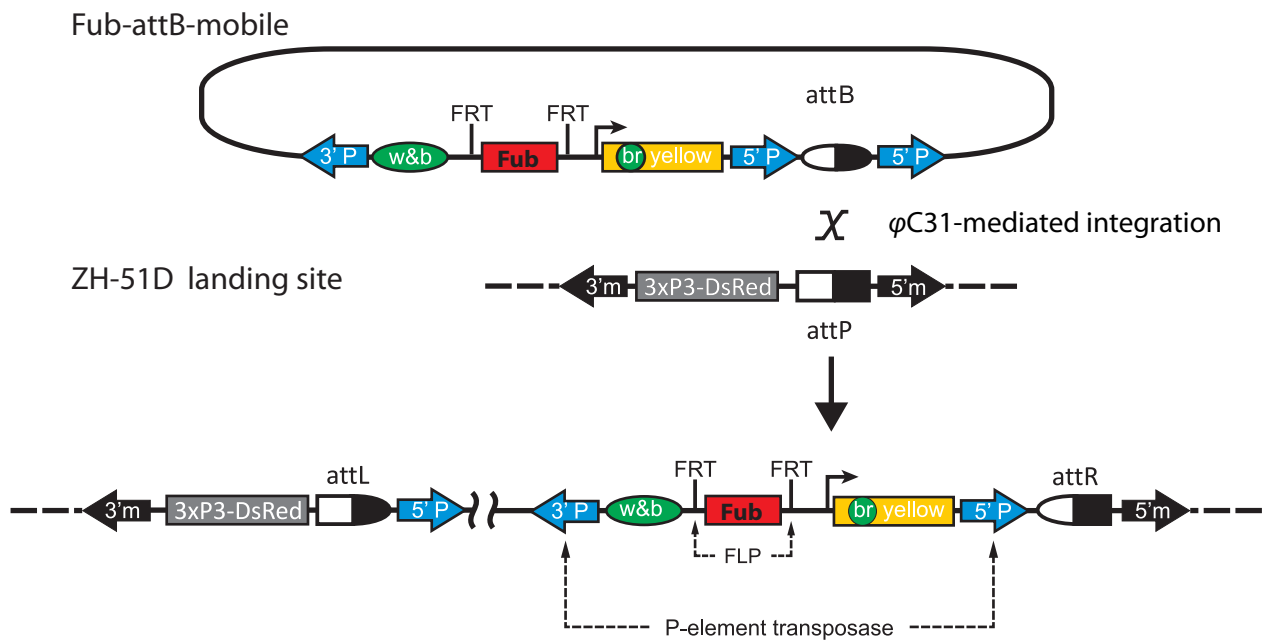 Fub-attB-mobile
attB
FRT FRT
3' P w&b Fub br yellow 5' P 5' P
φC31-mediated integration
ZH-51D landing site
3'm 3xP3-DsRed 5'm
attP
attL FRT FRT attR
3'm 3xP3-DsRed 5' P 3' P w&b Fub br yellow 5' P 5'm
FLP
P-element transposase